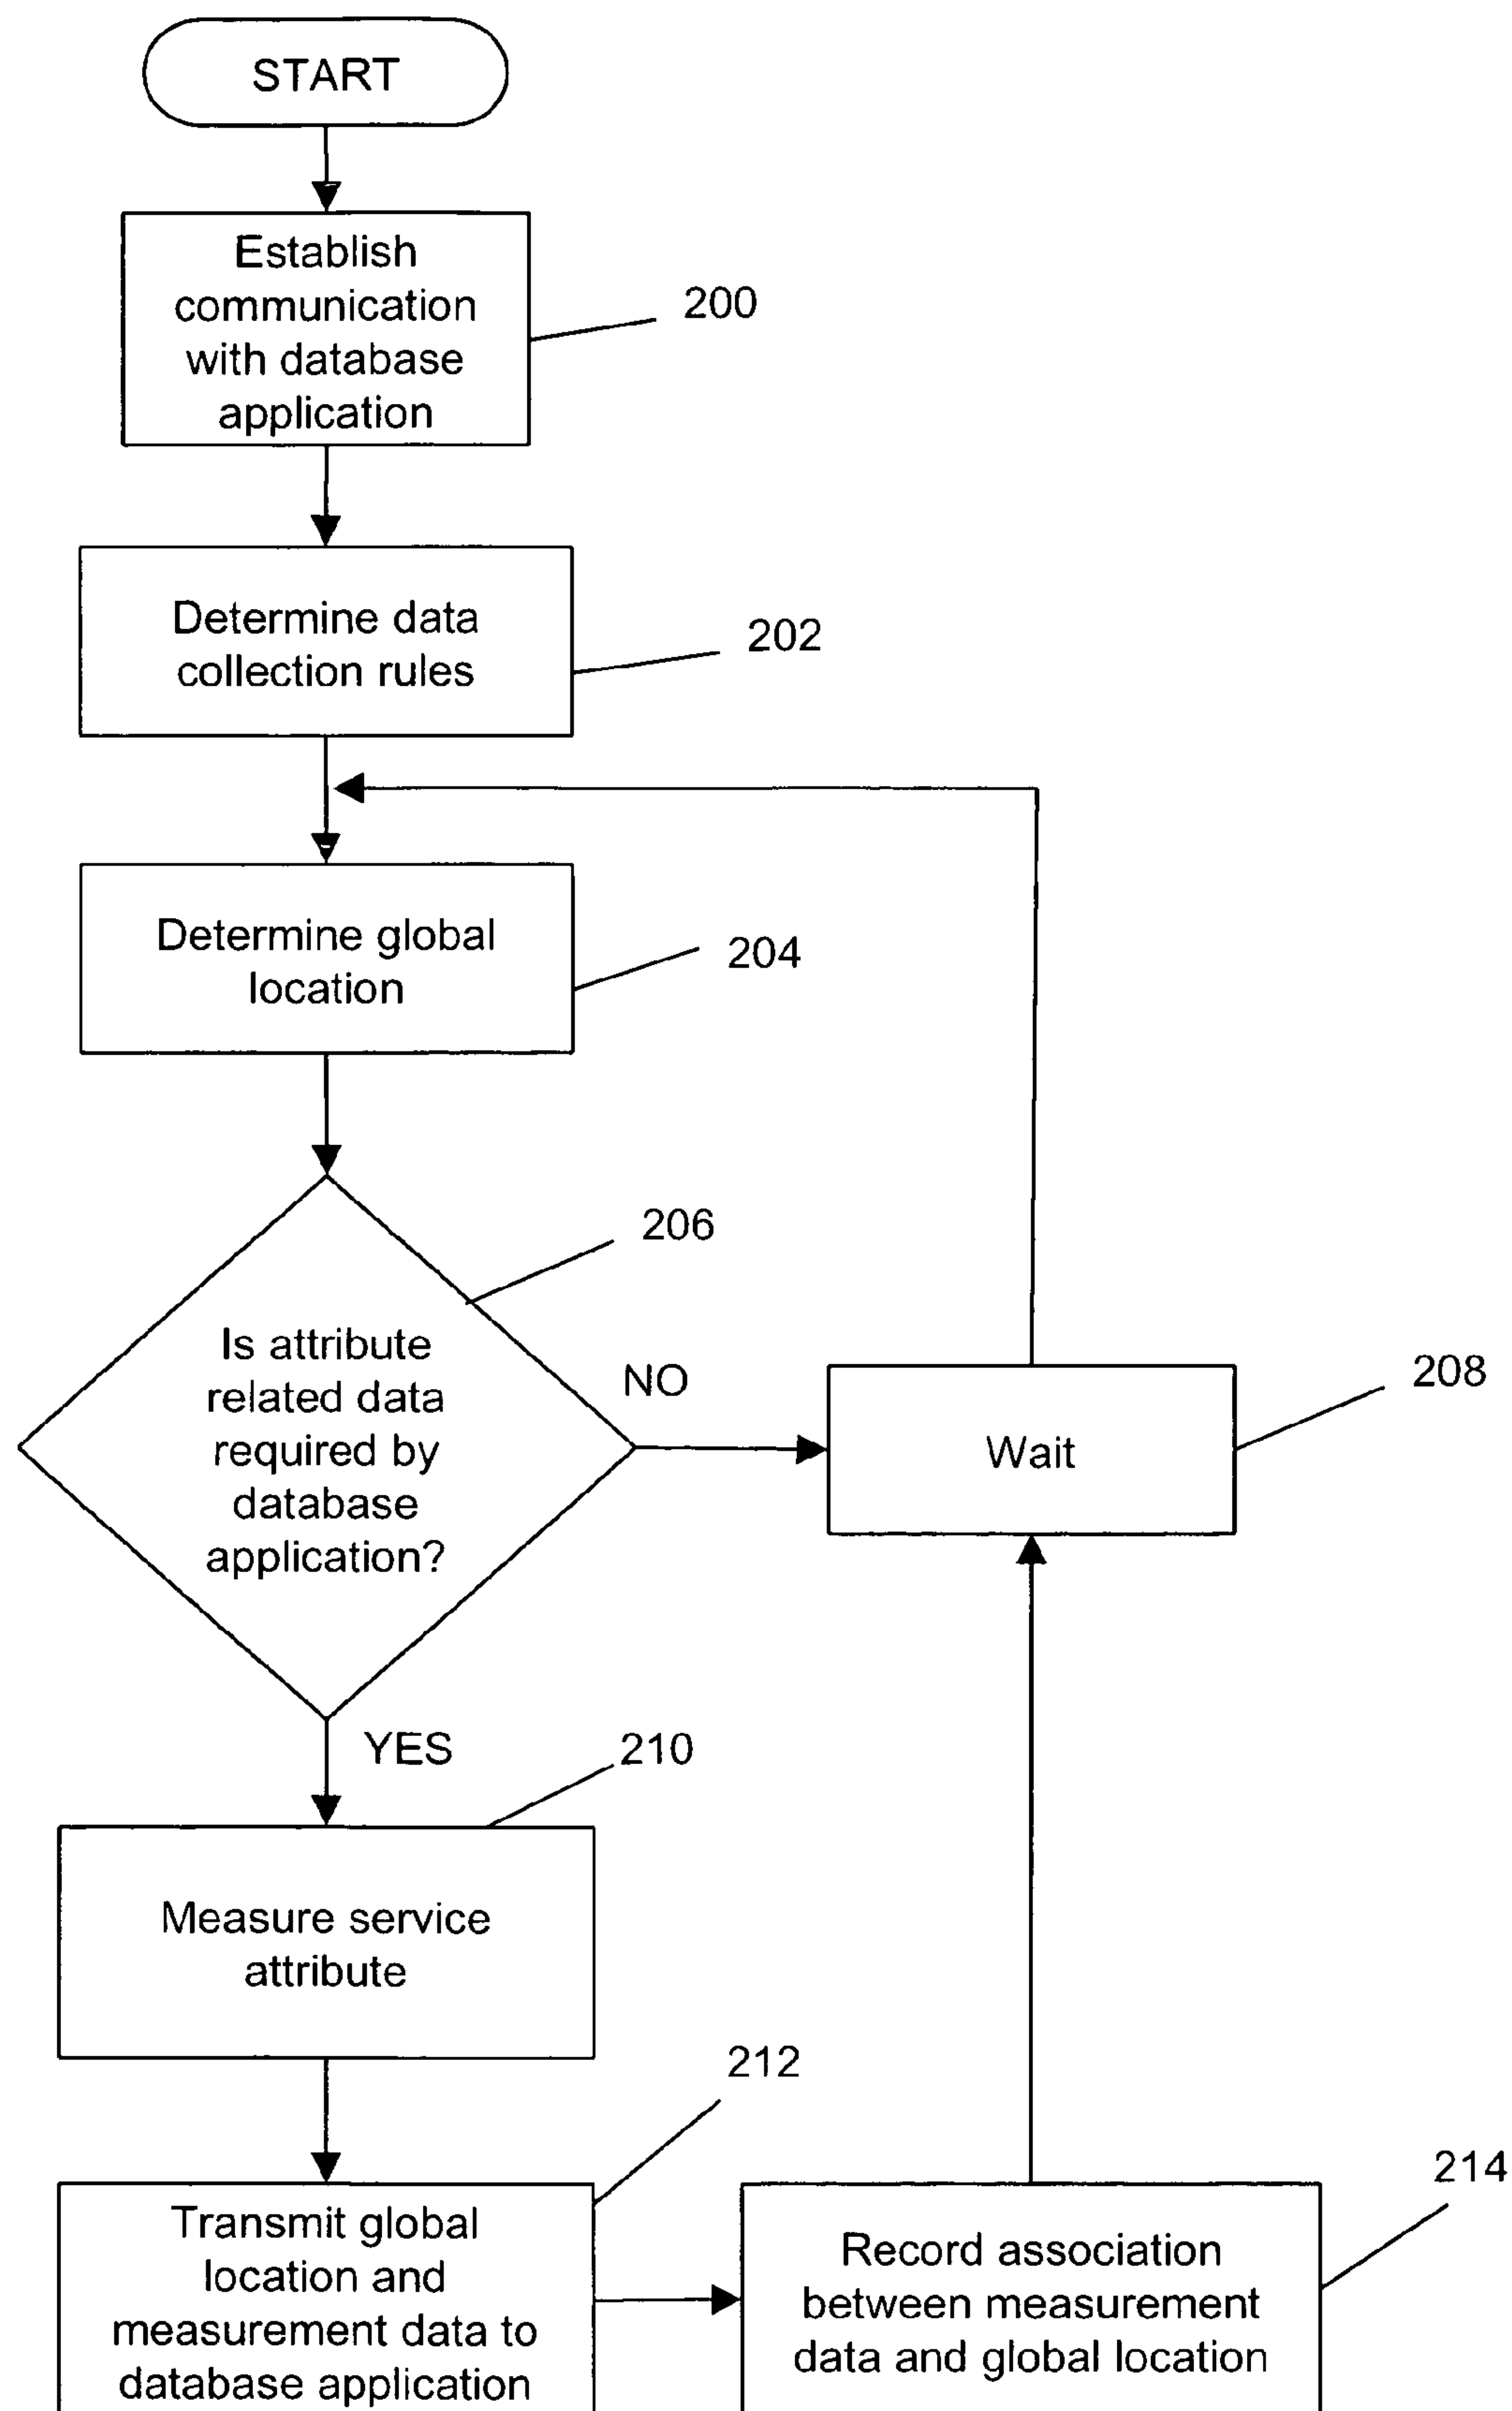 START
Establish
communication
with database
application
200
Determine data
collection rules
202
Determine global
location
204
206
Is attribute
related data
required by
database
application?
NO
Wait
208
YES
210
Measure service
attribute
212
Transmit global
location and
measurement data to
database application
Record association
between measurement
data and global location
214